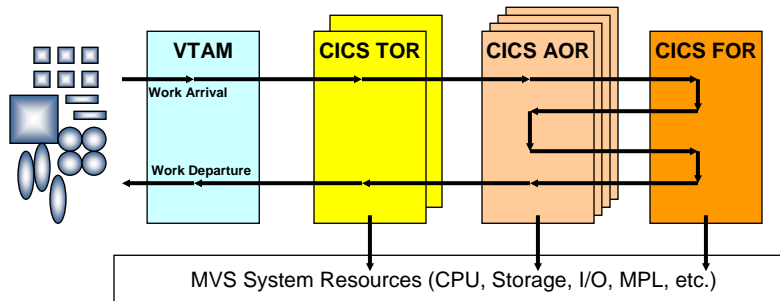 VTAM
CICS TOR
CICS AOR
CICS FOR
Work Arrival
Work Departure
MVS System Resources (CPU, Storage, I/O, MPL, etc.)